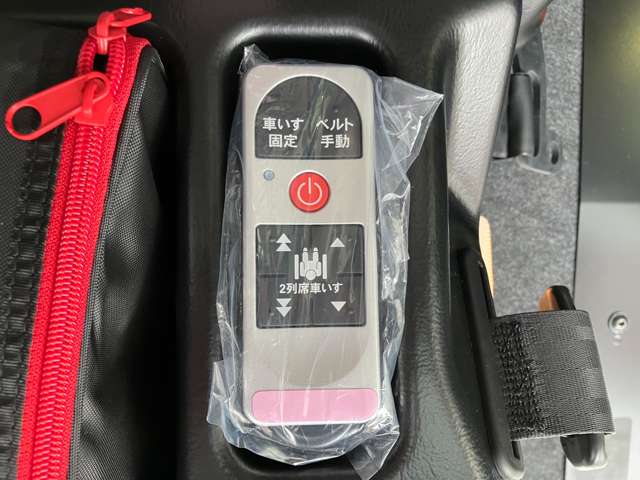 車いす ベルト
固定 手動
2列席車いす